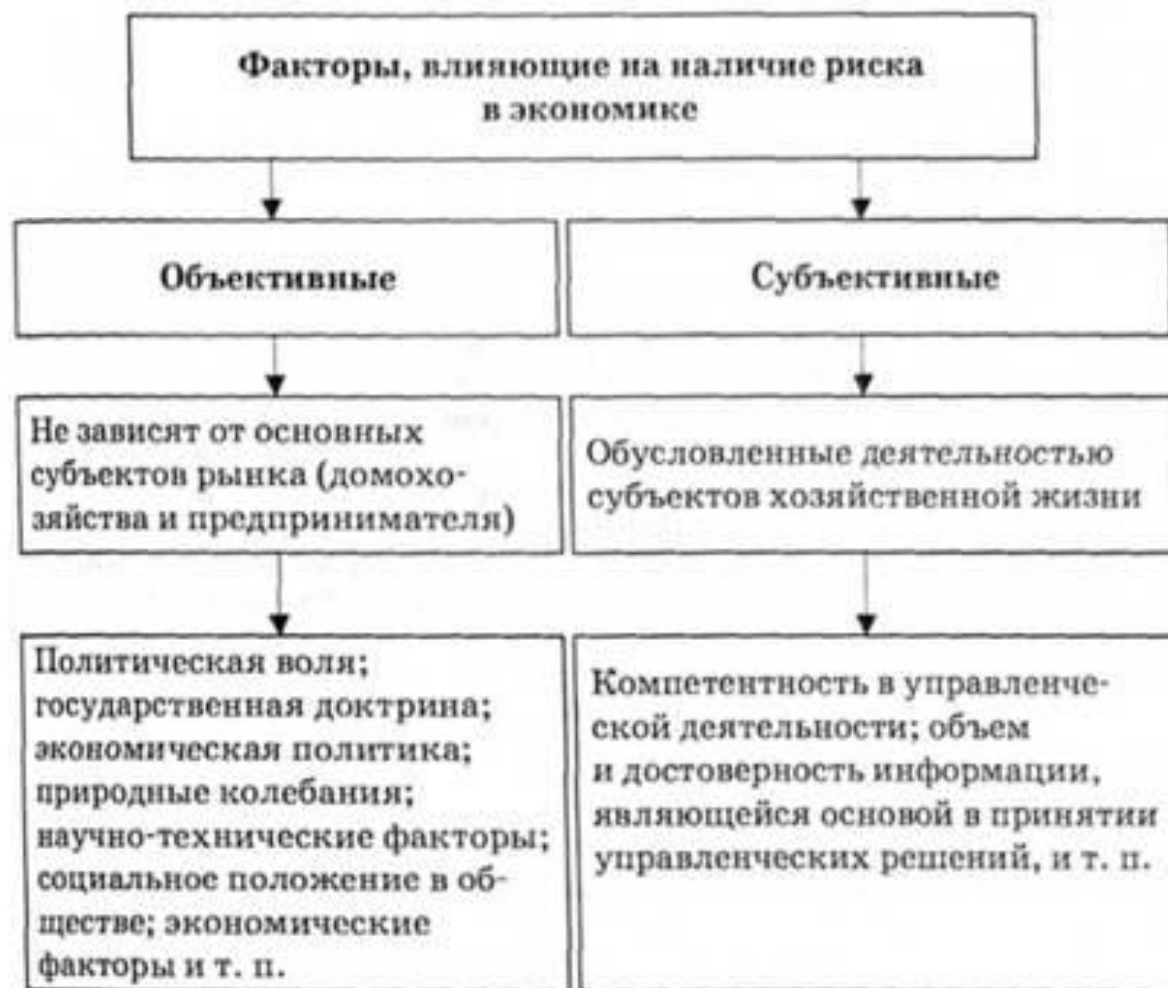 Факторы, влияющие на наличие риска
в экономике
Объективные
Субъективные
Не зависят от основных
субъектов рынка (домохо-
зяйства и предпринимателя)
Обусловленные деятельностью
субъектов хозяйственной жизни
Политическая воля;
государственная доктрина;
экономическая политика;
природные колебания;
научно-технические факторы;
социальное положение в об-
ществе; экономические
факторы и т. п.
Компетентность в управленче-
ской деятельности; объем
и достоверность информации,
являющейся основой в принятии
управленческих решений, и т. п.